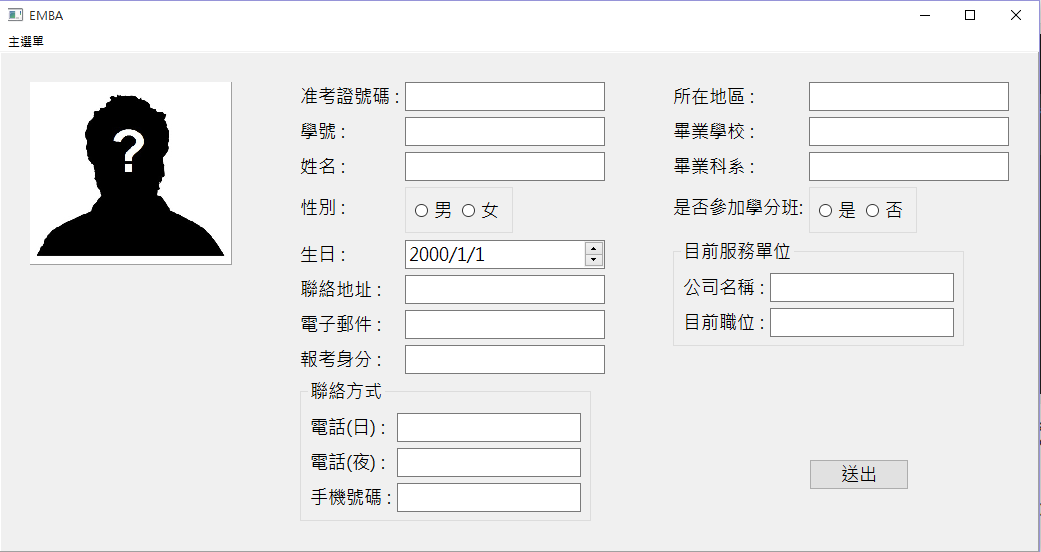 EMBA
主選單
?
准考證號碼 :
學號 :
姓名 :
性別 :
男 女
生日 :
2000/1/1
聯絡地址 :
電子郵件 :
報考身分 :
聯絡方式
電話(日) :
電話(夜) :
手機號碼 :
所在地區 :
畢業學校 :
畢業科系 :
是否參加學分班:
是 否
目前服務單位
公司名稱 :
目前職位 :
送出